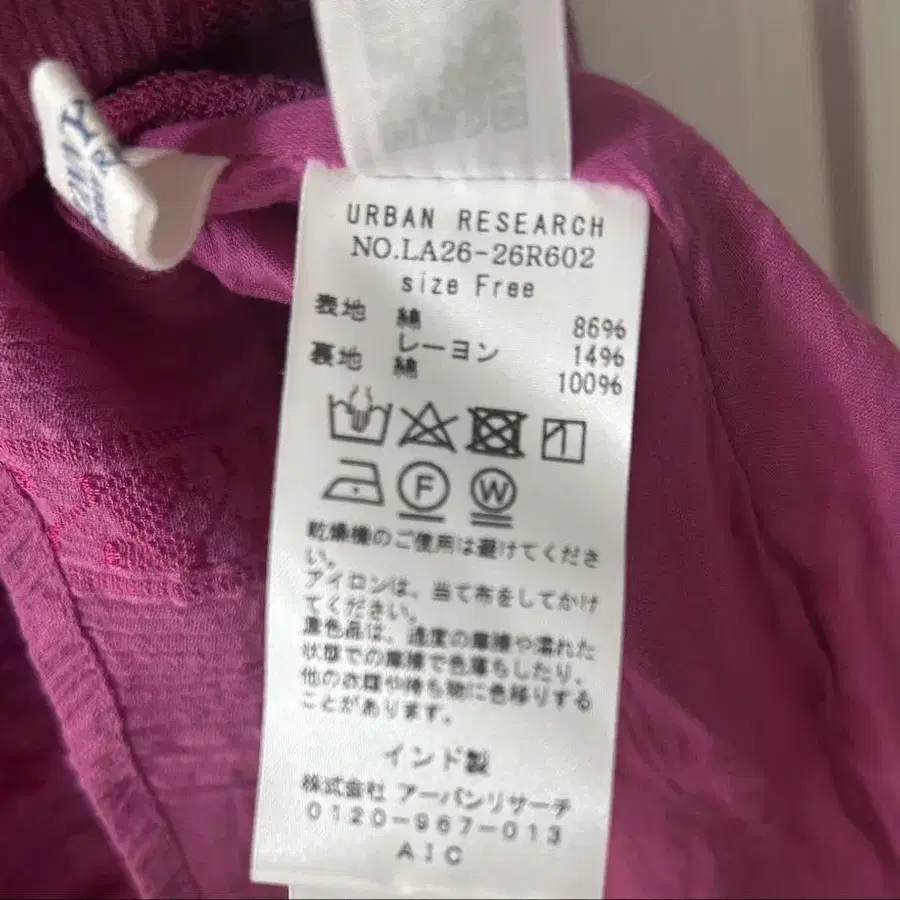 URBAN RESEARCH
NO.LA26-26R602
size Free
表地 綿 86%
レーヨン 14%
裏地 綿 100%
F W
乾燥機のご使用は避けてくださ
い。
アイロンは、当て布をしてかけ
てください。
濃色品は、過度の摩擦や濡れた
状態での摩擦で色落ちしたり、
他の衣類や持ち物に色移りする
ことがあります。
インド製
株式会社 アーバンリサーチ
0120-967-013
AIC